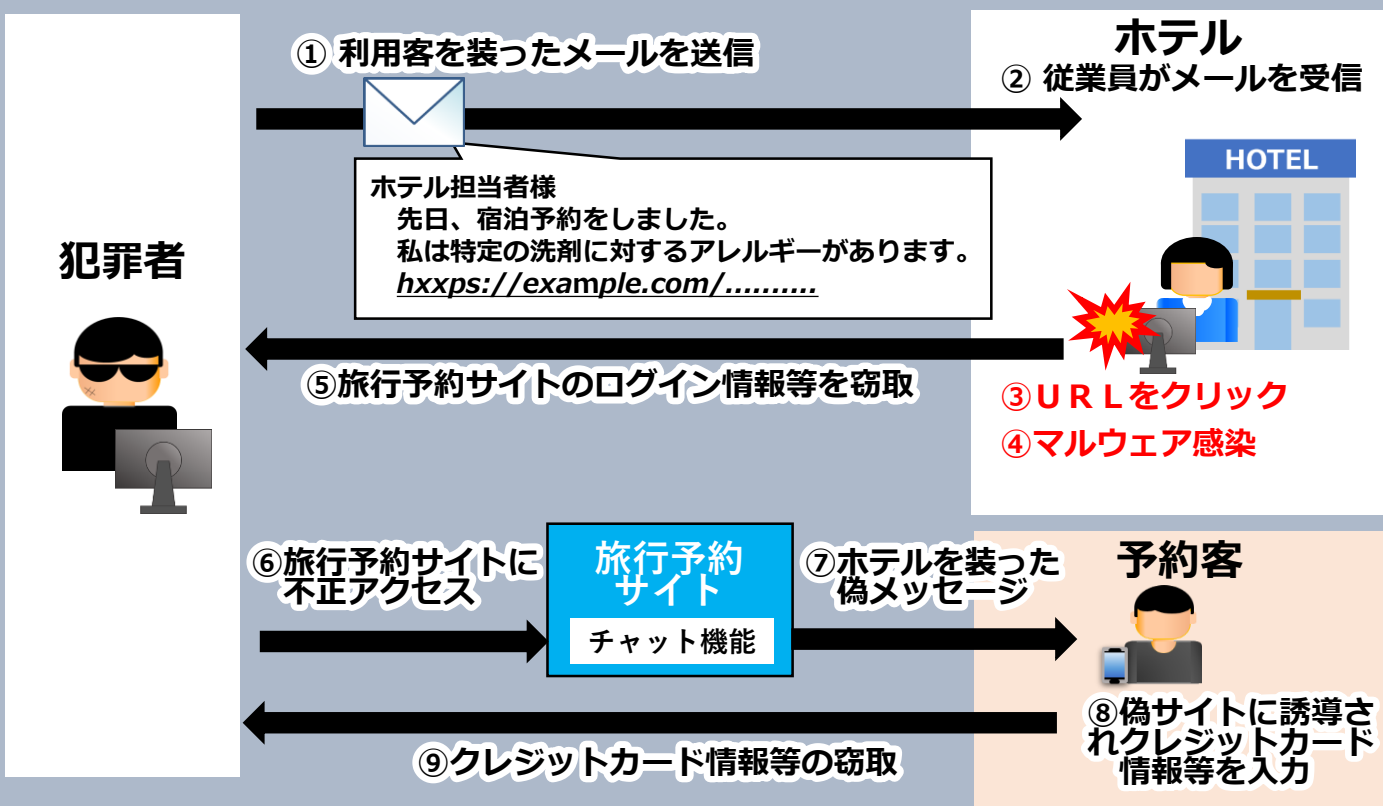 ① 利用客を装ったメールを送信
ホテル
② 従業員がメールを受信
HOTEL
ホテル担当者様
先日、宿泊予約をしました。
私は特定の洗剤に対するアレルギーがあります。
hxxps://example.com/..........
犯罪者
⑤旅行予約サイトのログイン情報等を窃取
③ＵＲＬをクリック
④マルウェア感染
⑥旅行予約サイトに
不正アクセス
旅行予約
サイト
チャット機能
⑦ホテルを装った
偽メッセージ
予約客
⑧偽サイトに誘導さ
れクレジットカード
情報等を入力
⑨クレジットカード情報等の窃取